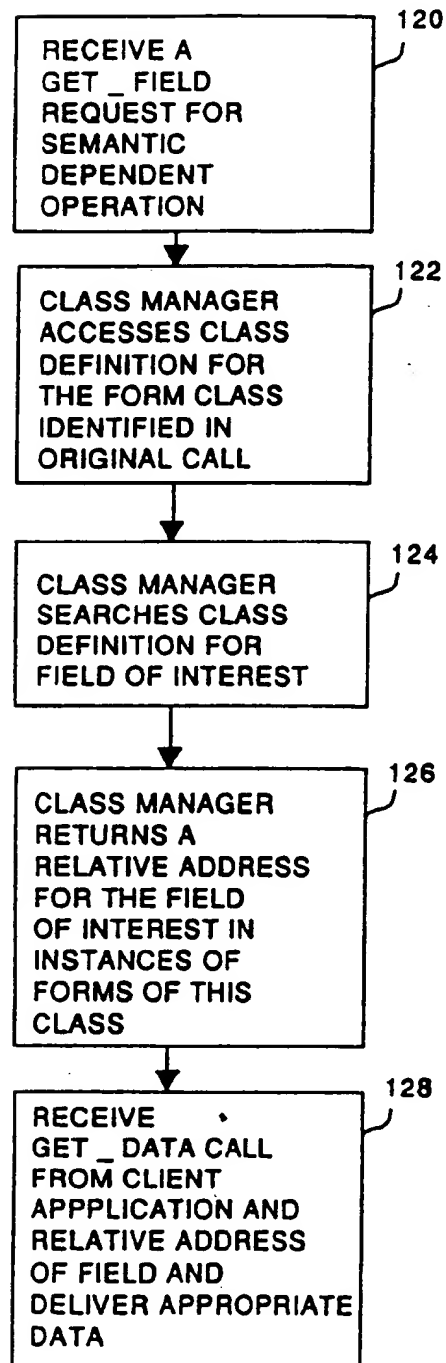 120
RECEIVE A
GET _ FIELD
REQUEST FOR
SEMANTIC
DEPENDENT
OPERATION
122
CLASS MANAGER
ACCESSES CLASS
DEFINITION FOR
THE FORM CLASS
IDENTIFIED IN
ORIGINAL CALL
124
CLASS MANAGER
SEARCHES CLASS
DEFINITION FOR
FIELD OF INTEREST
126
CLASS MANAGER
RETURNS A
RELATIVE ADDRESS
FOR THE FIELD
OF INTEREST IN
INSTANCES OF
FORMS OF THIS
CLASS
128
RECEIVE
GET _ DATA CALL
FROM CLIENT
APPPLICATION AND
RELATIVE ADDRESS
OF FIELD AND
DELIVER APPROPRIATE
DATA